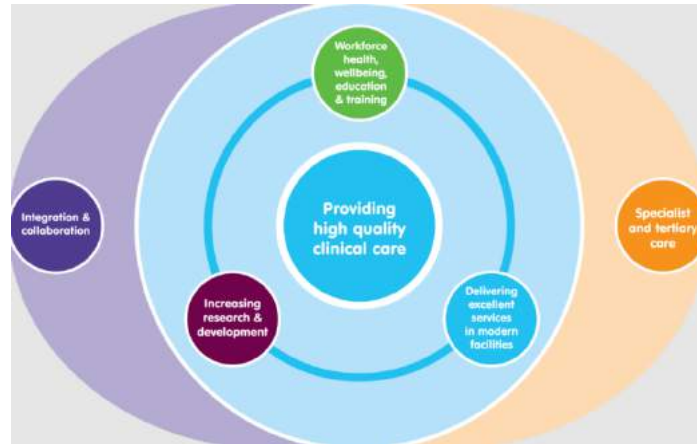 Workforce
health,
wellbeing,
education
& training
Integration &
collaboration
Providing
high quality
clinical care
Specialist
and tertiary
care
Increasing
research &
development
Delivering
excellent
services
in modern
facilities